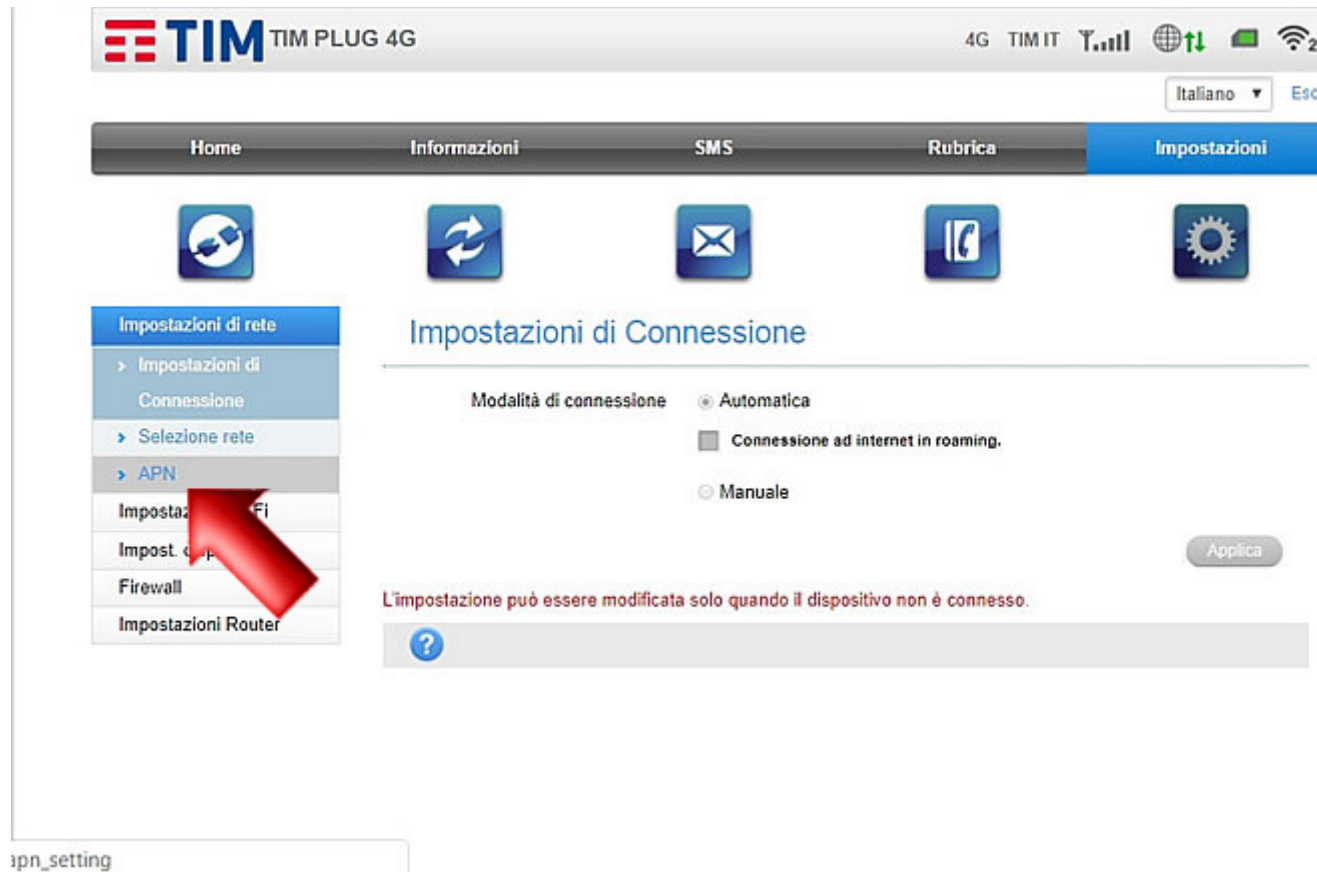 TIM TIM PLUG 4G
4G TIM IT
2
Italiano
Home Informazioni SMS Rubrica Impostazioni
Impostazioni di rete
Impostazioni di
Connessione
Selezione rete
APN
Firewall
Impostazioni Router
Impostazioni di Connessione
Modalità di connessione Automatica
Connessione ad internet in roaming.
Manuale
Applica
L'impostazione può essere modificata solo quando il dispositivo non è connesso.
?
apn_setting